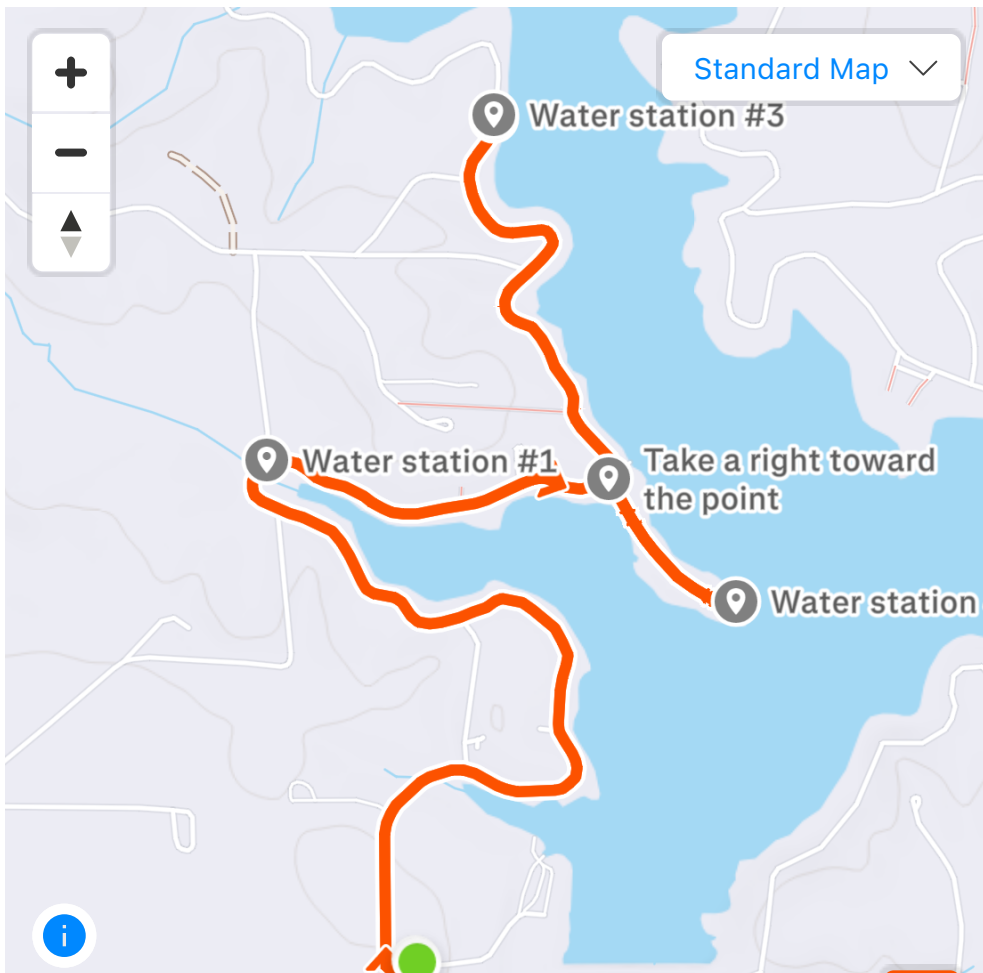 Standard Map
Water station #3
Water station #1
Take a right toward
the point
Water station